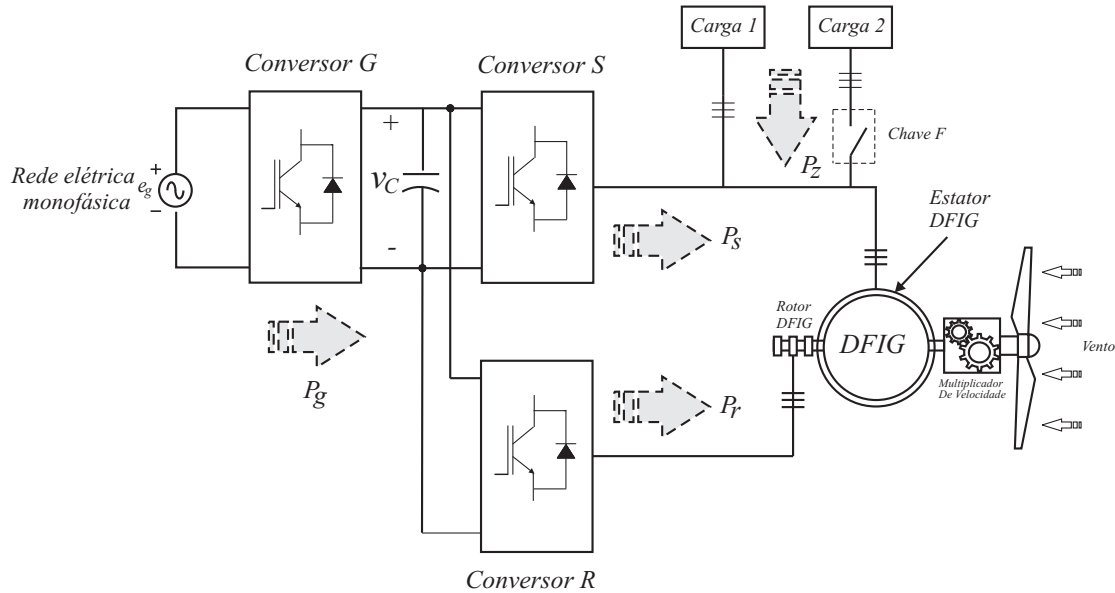 Carga 1
Carga 2
Conversor G
Conversor S
Chave F
P_z
Rede elétrica
monofásica
+
e_g
−
+
v_C
-
Estator
DFIG
P_s
Rotor
DFIG
DFIG
Vento
Multiplicador
De Velocidade
P_g
P_r
Conversor R